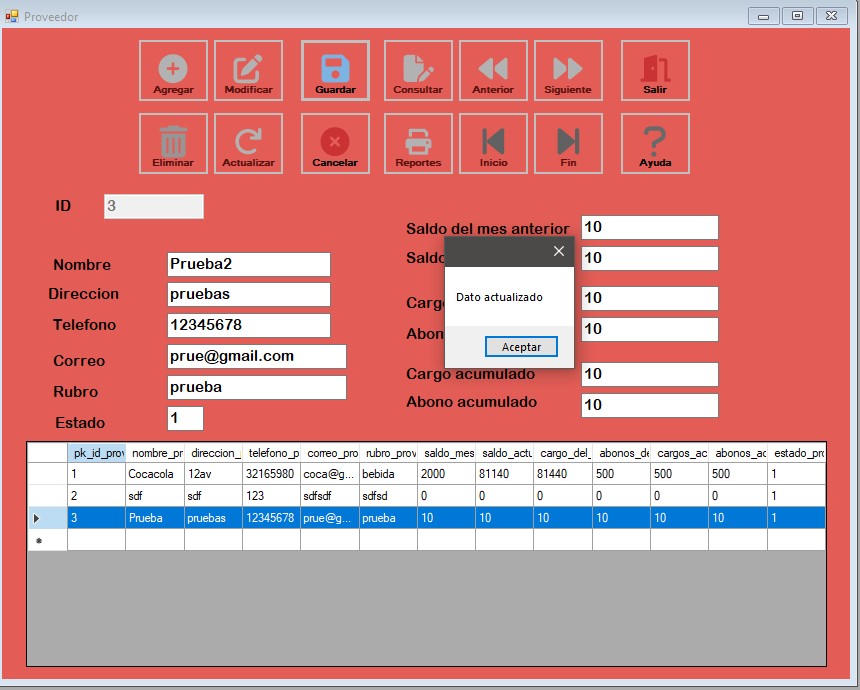 Proveedor
Agregar Modificar Guardar Consultar Anterior Siguiente Salir
Eliminar Actualizar Cancelar Reportes Inicio Fin Ayuda
ID 3
Saldo del mes anterior 10
Saldo 10
Nombre Prueba2
Direccion pruebas
Cargo 10
Telefono 12345678
Abon 10
Dato actualizado
Aceptar
Correo prue@gmail.com
Cargo acumulado 10
Rubro prueba
Abono acumulado 10
Estado 1
pk_id_prov nombre_pr direccion_ telefono_p correo_pro rubro_prov saldo_mes saldo_actu cargo_del_ abonos_de cargos_ac abonos_ac estado_pro
1 Cocacola 12av 32165980 coca@g... bebida 2000 81140 81440 500 500 500 1
2 sdf sdf 123 sdfsdf sdfsd 0 0 0 0 0 0 1
3 Prueba pruebas 12345678 prue@g... prueba 10 10 10 10 10 10 1